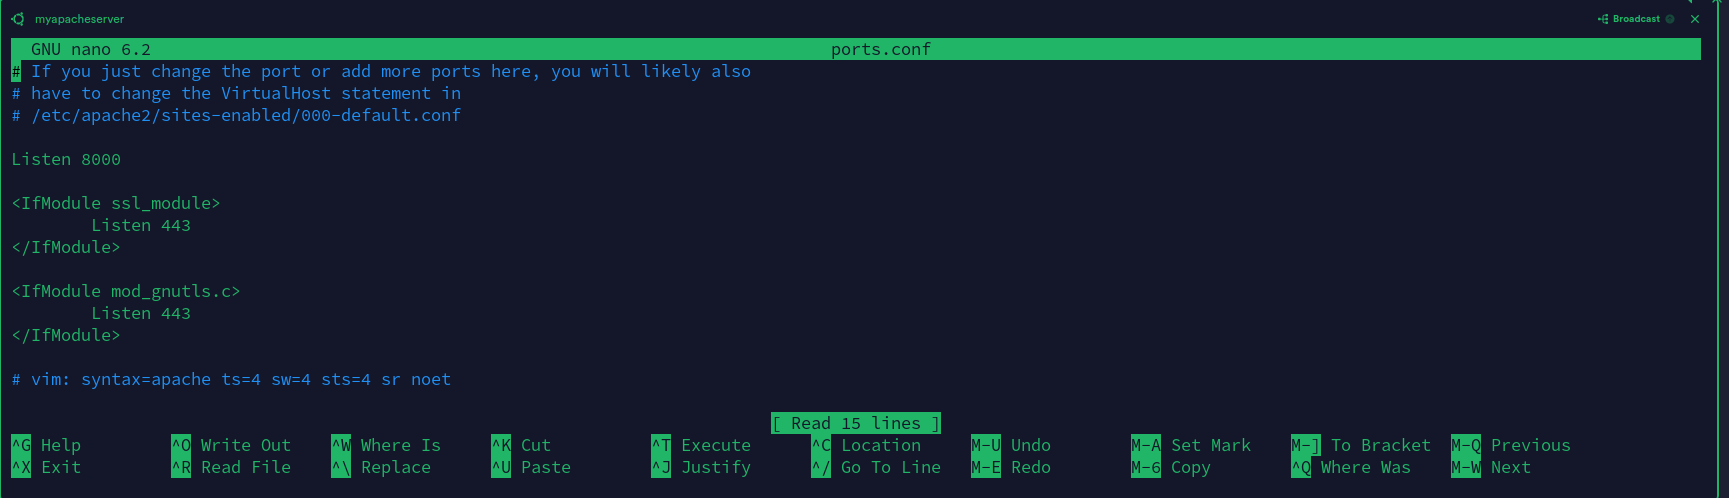 myapacheserver Broadcast
GNU nano 6.2 ports.conf
# If you just change the port or add more ports here, you will likely also
# have to change the VirtualHost statement in
# /etc/apache2/sites-enabled/000-default.conf
Listen 8000
<IfModule ssl_module>
Listen 443
</IfModule>
<IfModule mod_gnutls.c>
Listen 443
</IfModule>
# vim: syntax=apache ts=4 sw=4 sts=4 sr noet
[ Read 15 lines ]
^G Help ^O Write Out ^W Where Is ^K Cut ^T Execute ^C Location M-U Undo M-A Set Mark M-] To Bracket M-Q Previous
^X Exit ^R Read File ^\ Replace ^U Paste ^J Justify ^/ Go To Line M-E Redo M-6 Copy ^Q Where Was M-W Next